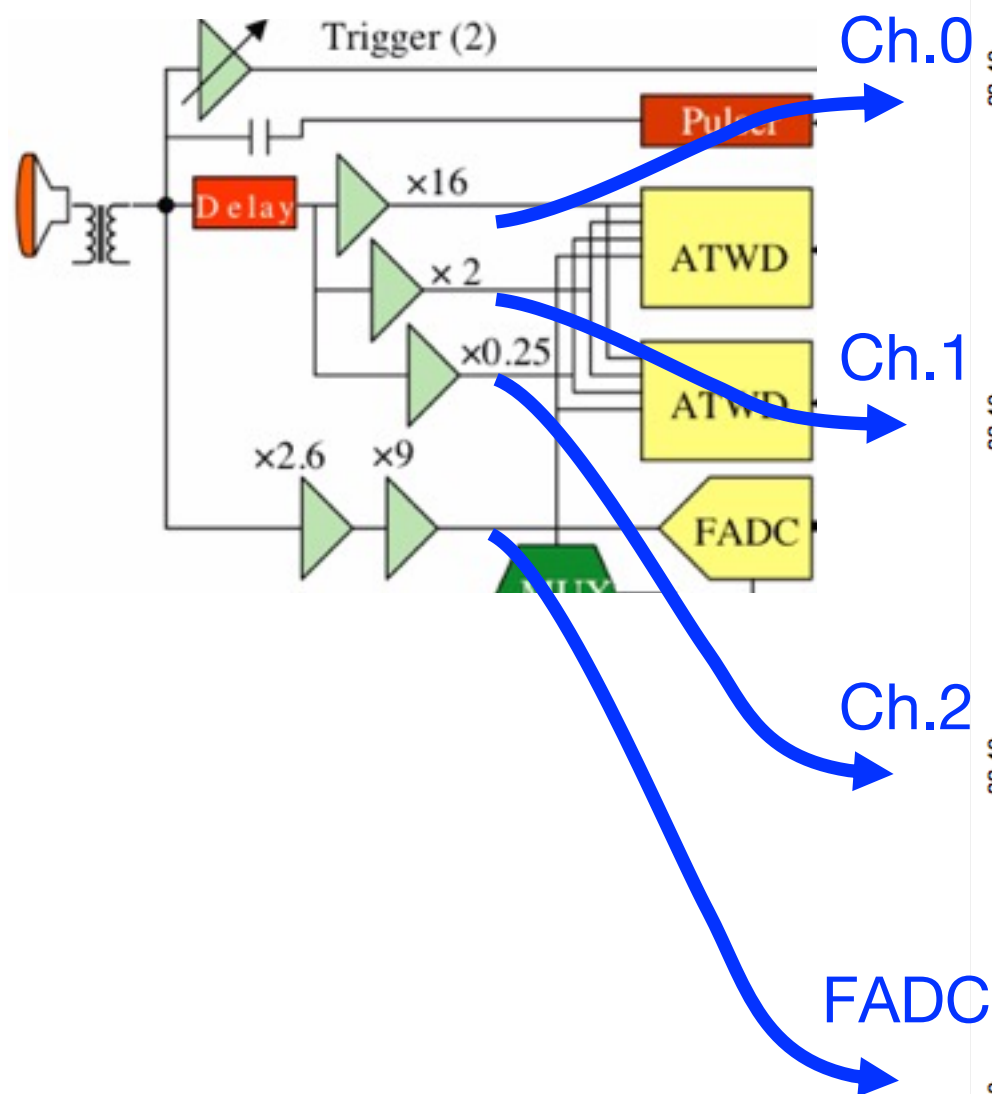 Trigger (2)
Ch.0
Pulser
×16
Delay
ATWD
× 2
×0.25
Ch.1
ATWD
×2.6
×9
FADC
MUX
Ch.2
FADC